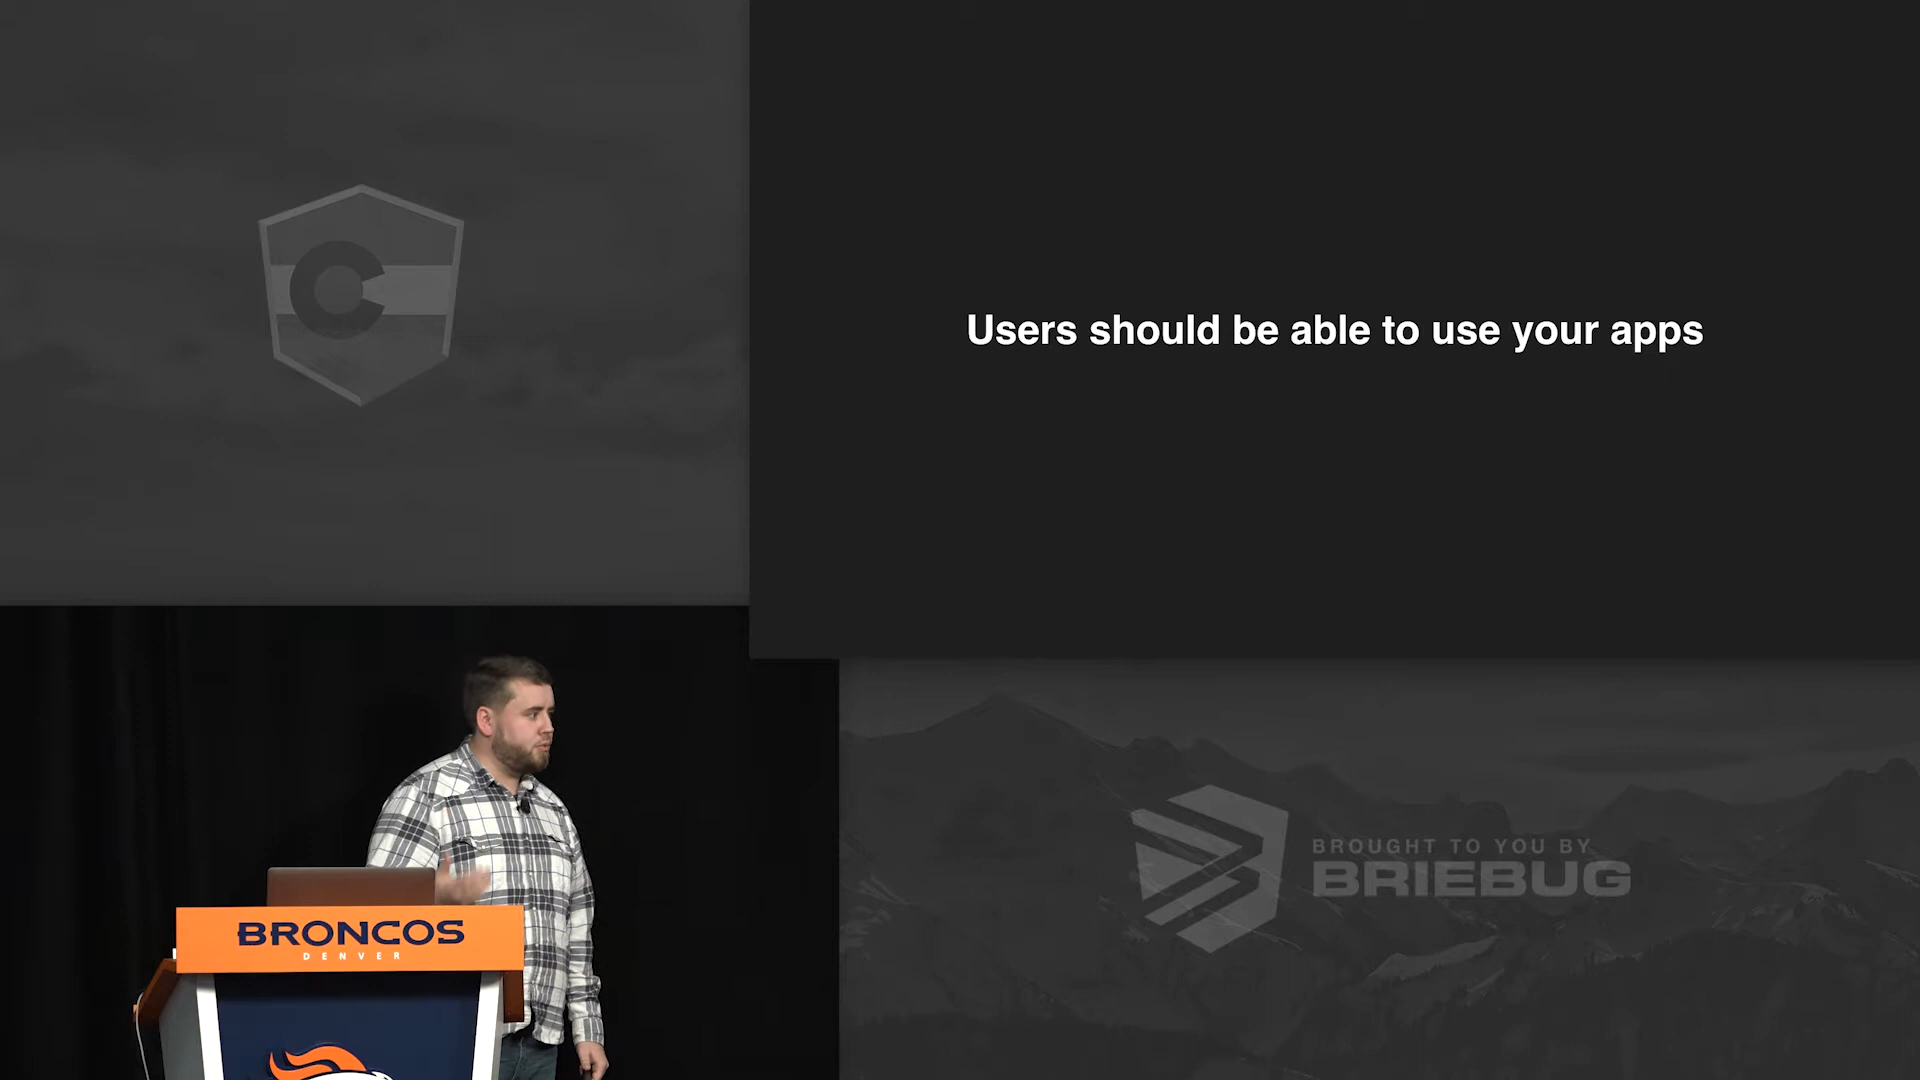 Users should be able to use your apps
BROUGHT TO YOU BY
BRIEBUG
BRONCOS
DENVER